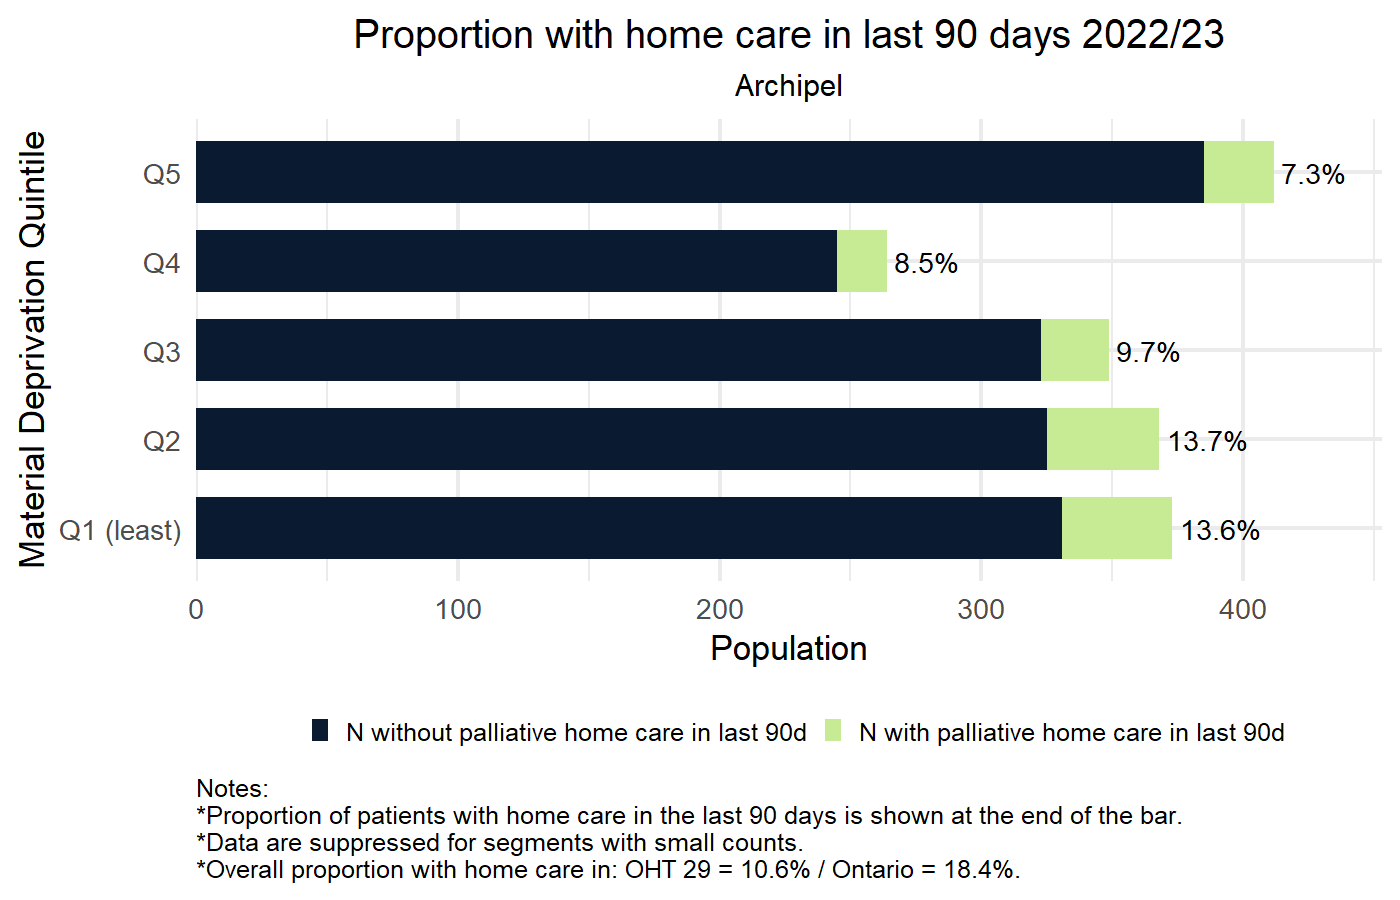 Proportion with home care in last 90 days 2022/23
Archipel
Material Deprivation Quintile
Q5
7.3%
Q4
8.5%
Q3
9.7%
Q2
13.7%
Q1 (least)
13.6%
0 100 200 300 400
Population
N without palliative home care in last 90d N with palliative home care in last 90d
Notes:
*Proportion of patients with home care in the last 90 days is shown at the end of the bar.
*Data are suppressed for segments with small counts.
*Overall proportion with home care in: OHT 29 = 10.6% / Ontario = 18.4%.